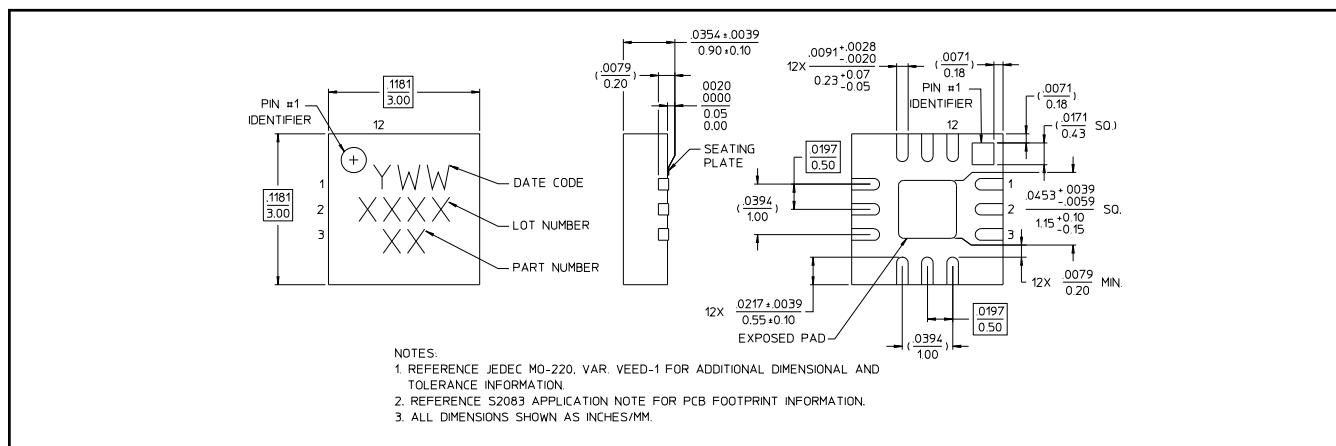 .1181
3.00
PIN #1
IDENTIFIER
12
1
2
3
.1181
3.00
YWW
XXXX
XX
DATE CODE
LOT NUMBER
PART NUMBER
.0354±.0039
0.90±0.10
(.0079
0.20)
.0020
.0000
0.05
0.00
SEATING
PLATE
12X .0091 +.0028 -.0020
0.23 +0.07 -0.05
(.0071
0.18)
PIN #1
IDENTIFIER
12
(.0071
0.18)
(.0171
0.43 SQ.)
.0197
0.50
(.0394
1.00)
1
2
3
.0453 +.0039 -.0059 SQ.
1.15 +0.10 -0.15
12X .0079 MIN.
0.20
12X .0217±.0039
0.55±0.10
EXPOSED PAD
(.0394
1.00)
.0197
0.50
NOTES:
1. REFERENCE JEDEC MO-220, VAR. VEED-1 FOR ADDITIONAL DIMENSIONAL AND
TOLERANCE INFORMATION.
2. REFERENCE S2083 APPLICATION NOTE FOR PCB FOOTPRINT INFORMATION.
3. ALL DIMENSIONS SHOWN AS INCHES/MM.